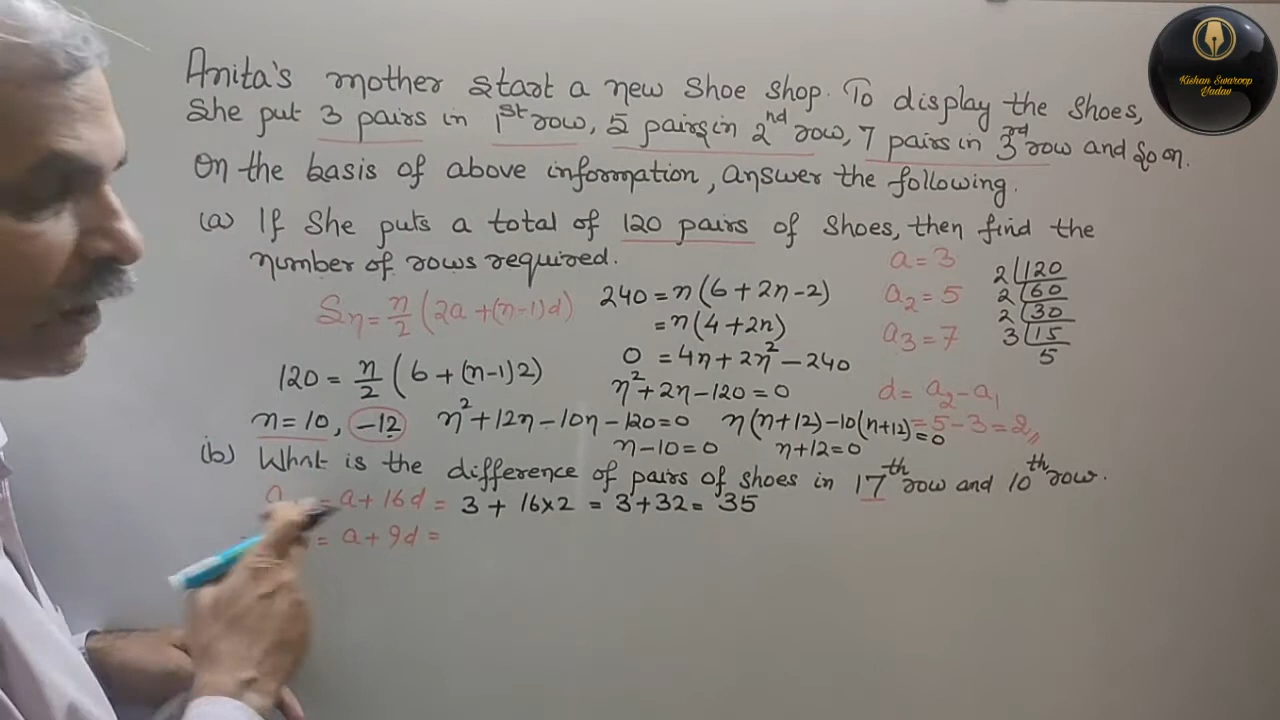 Kishan Swaroop
Yadav
Anita's mother start a new shoe shop. To display the shoes,
She put 3 pairs in 1st row, 5 pairs in 2nd row, 7 pairs in 3rd row and so on.
On the basis of above information, answer the following.
(a) If She puts a total of 120 pairs of shoes, then find the
number of rows required.
Sn = n/2 (2a + (n-1)d)
120 = n/2 (6 + (n-1)2)
240 = n(6 + 2n - 2)
= n(4 + 2n)
0 = 4n + 2n² - 240
n² + 2n - 120 = 0
a = 3
a2 = 5
a3 = 7
d = a2 - a1
= 5 - 3 = 2
2 | 120
2 | 60
2 | 30
3 | 15
5
n = 10, -12 n² + 12n - 10n - 120 = 0 n(n+12) - 10(n+12) = 0
n - 10 = 0 n + 12 = 0
(b) What is the difference of pairs of shoes in 17th row and 10th row.
a = a + 16d = 3 + 16×2 = 3 + 32 = 35
= a + 9d =